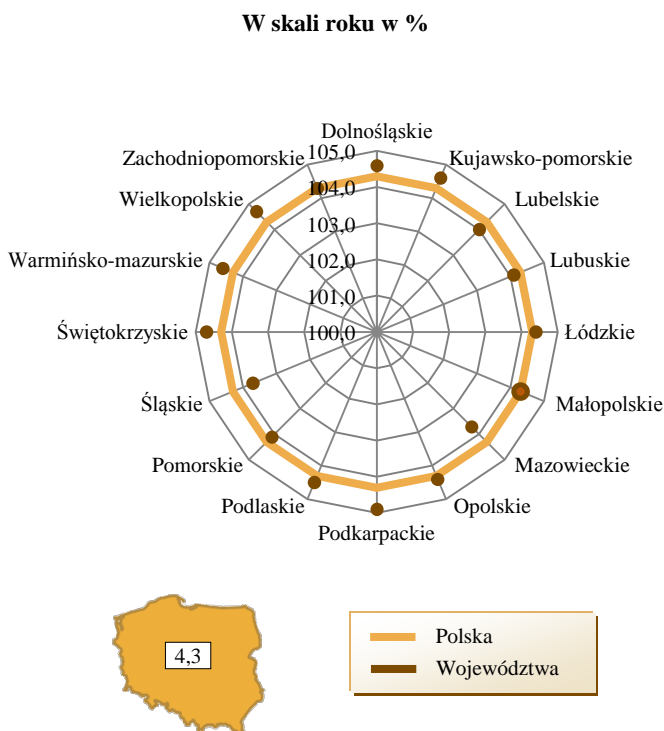 W skali roku w %
Dolnośląskie
Zachodniopomorskie
105,0
Kujawsko-pomorskie
Wielkopolskie
104,0
Lubelskie
103,0
Warmińsko-mazurskie
102,0
Lubuskie
101,0
Świętokrzyskie
100,0
Łódzkie
Śląskie
Małopolskie
Pomorskie
Mazowieckie
Podlaskie
Opolskie
Podkarpackie
4,3
Polska
Województwa